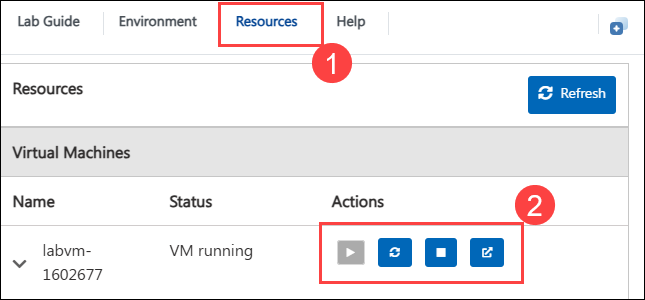 Lab Guide Environment Resources Help
1
Resources Refresh
Virtual Machines
Name Status Actions
2
labvm-
1602677
VM running